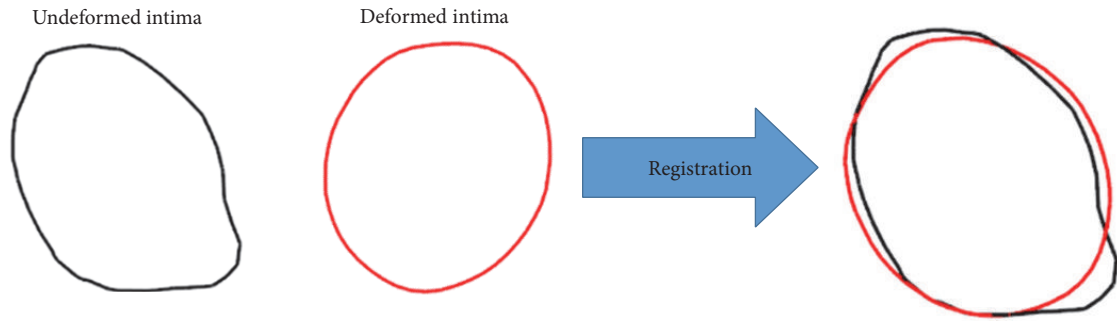 Undeformed intima
Deformed intima
Registration